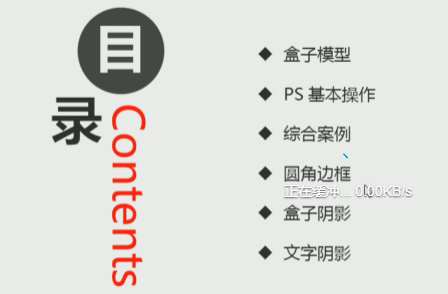 目录
Contents
盒子模型
PS 基本操作
综合案例
圆角边框
正在缓冲... 0.00KB/s
盒子阴影
文字阴影